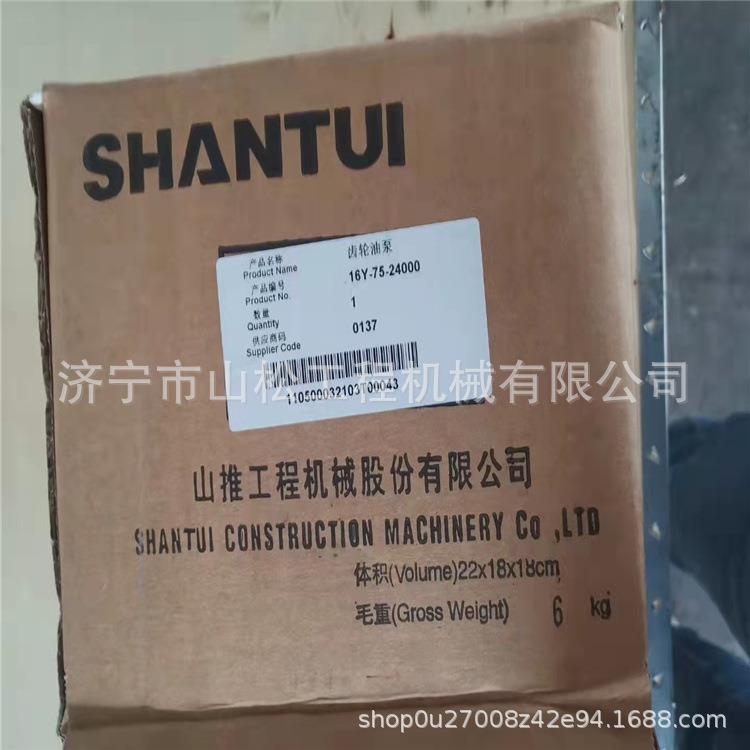 SHANTUI
产品名称 齿轮油泵
Product Name 16Y-75-24000
产品编号
Product No. 1
数量
Quantity 0137
供应商码
Supplier Code
110500032103T00043
济宁市山松工程机械有限公司
山推工程机械股份有限公司
SHANTUI CONSTRUCTION MACHINERY Co ,LTD
体积(Volume)22x18x18cm
毛重(Gross Weight) 6 kg
shop0u27008z42e94.1688.com